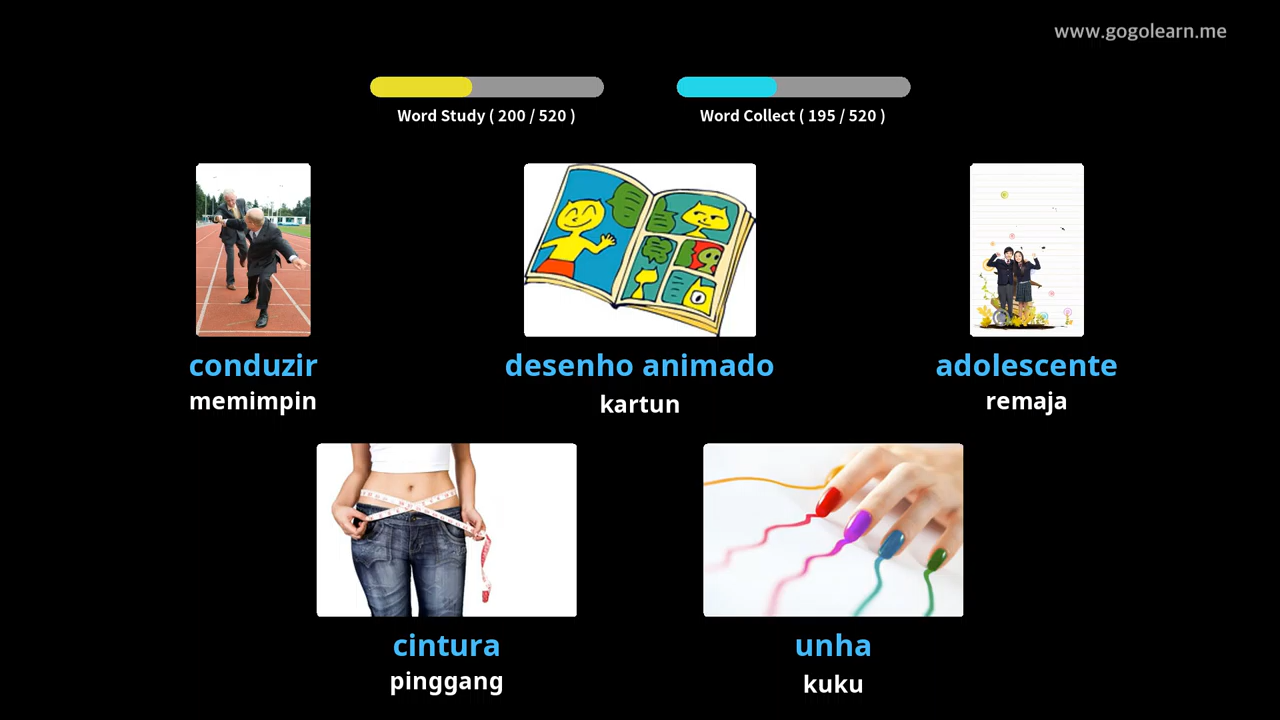 www.gogolearn.me
Word Study ( 200 / 520 )
Word Collect ( 195 / 520 )
conduzir
memimpin
desenho animado
kartun
adolescente
remaja
cintura
pinggang
unha
kuku